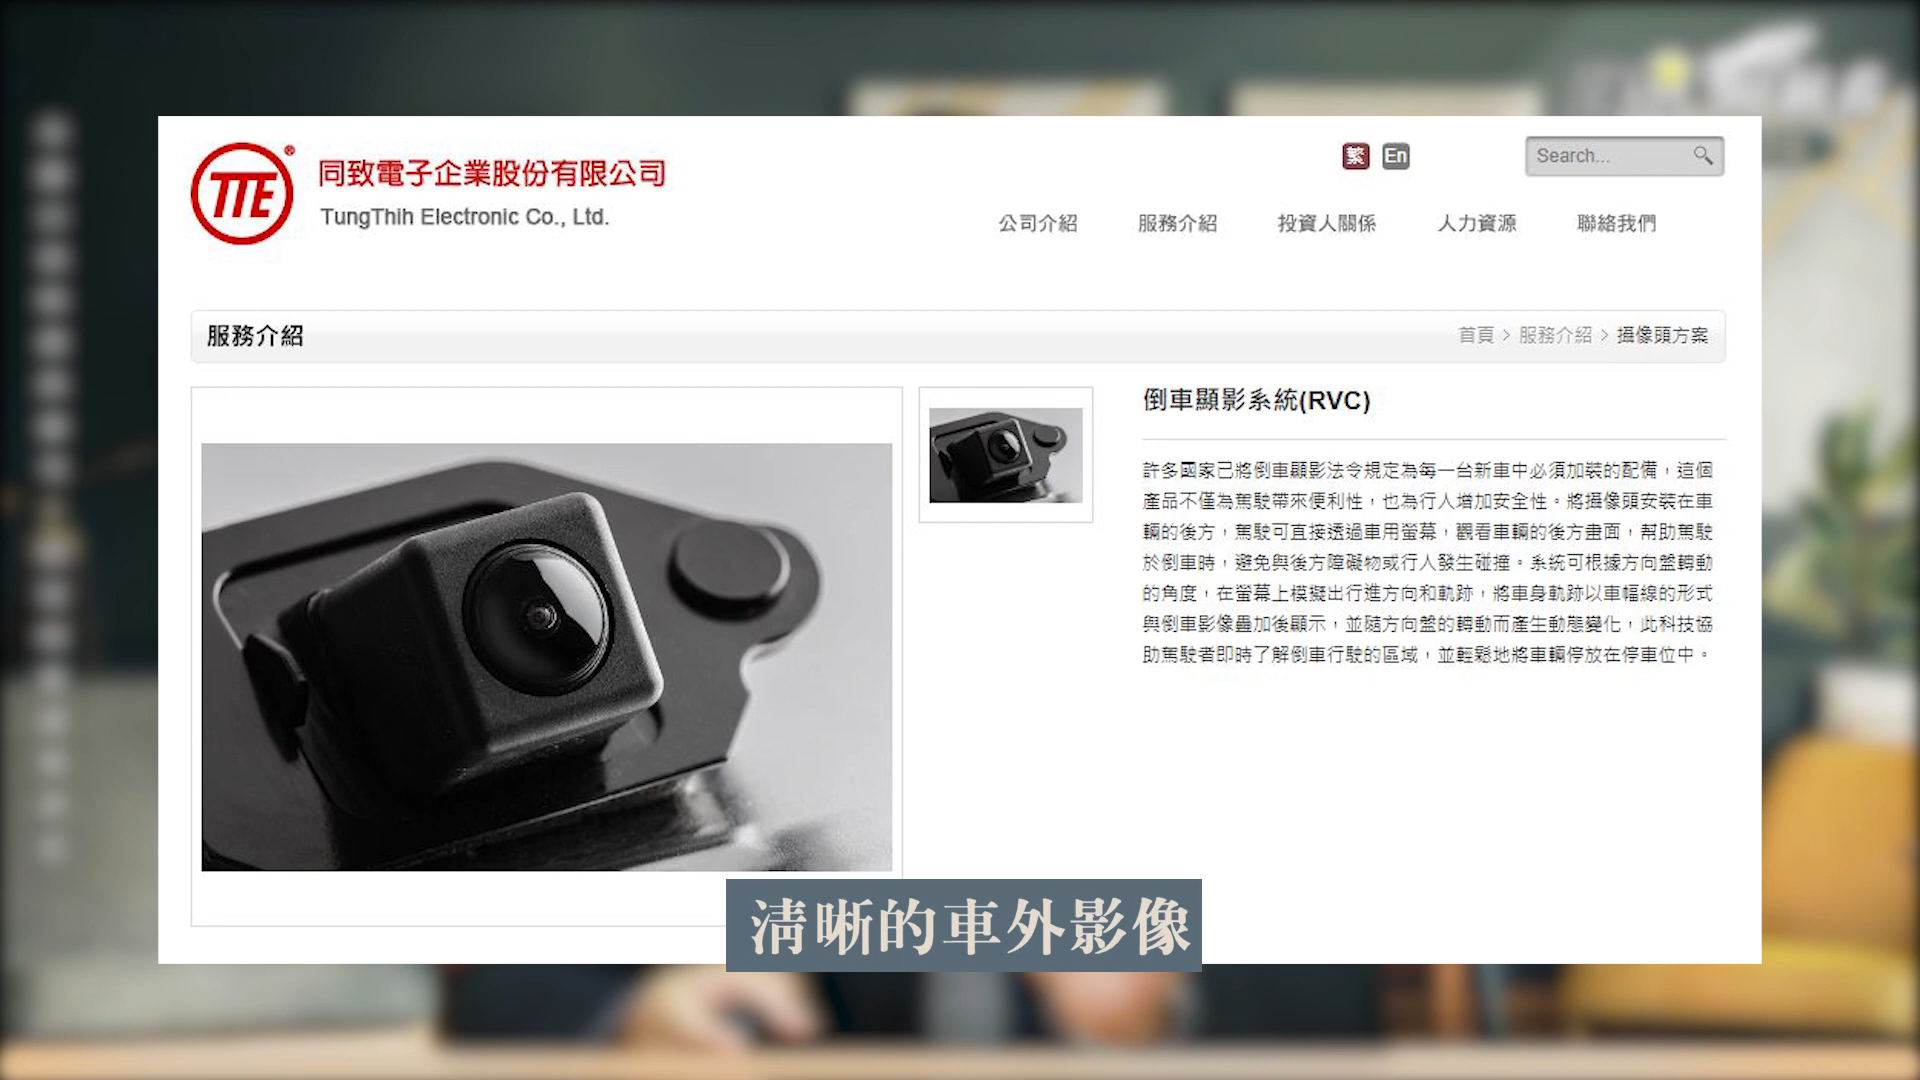 TTE®
同致電子企業股份有限公司
TungThih Electronic Co., Ltd.
繁 En
Search...
公司介紹 服務介紹 投資人關係 人力資源 聯絡我們
服務介紹
首頁 > 服務介紹 > 攝像頭方案
倒車顯影系統(RVC)
許多國家已將倒車顯影法令規定為每一台新車中必須加裝的配備，這個
產品不僅為駕駛帶來便利性，也為行人增加安全性。將攝像頭安裝在車
輛的後方，駕駛可直接透過車用螢幕，觀看車輛的後方畫面，幫助駕駛
於倒車時，避免與後方障礙物或行人發生碰撞。系統可根據方向盤轉動
的角度，在螢幕上模擬出行進方向和軌跡，將車身軌跡以車幅線的形式
與倒車影像疊加後顯示，並隨方向盤的轉動而產生動態變化，此科技協
助駕駛者即時了解倒車行駛的區域，並輕鬆地將車輛停放在停車位中。
清晰的車外影像